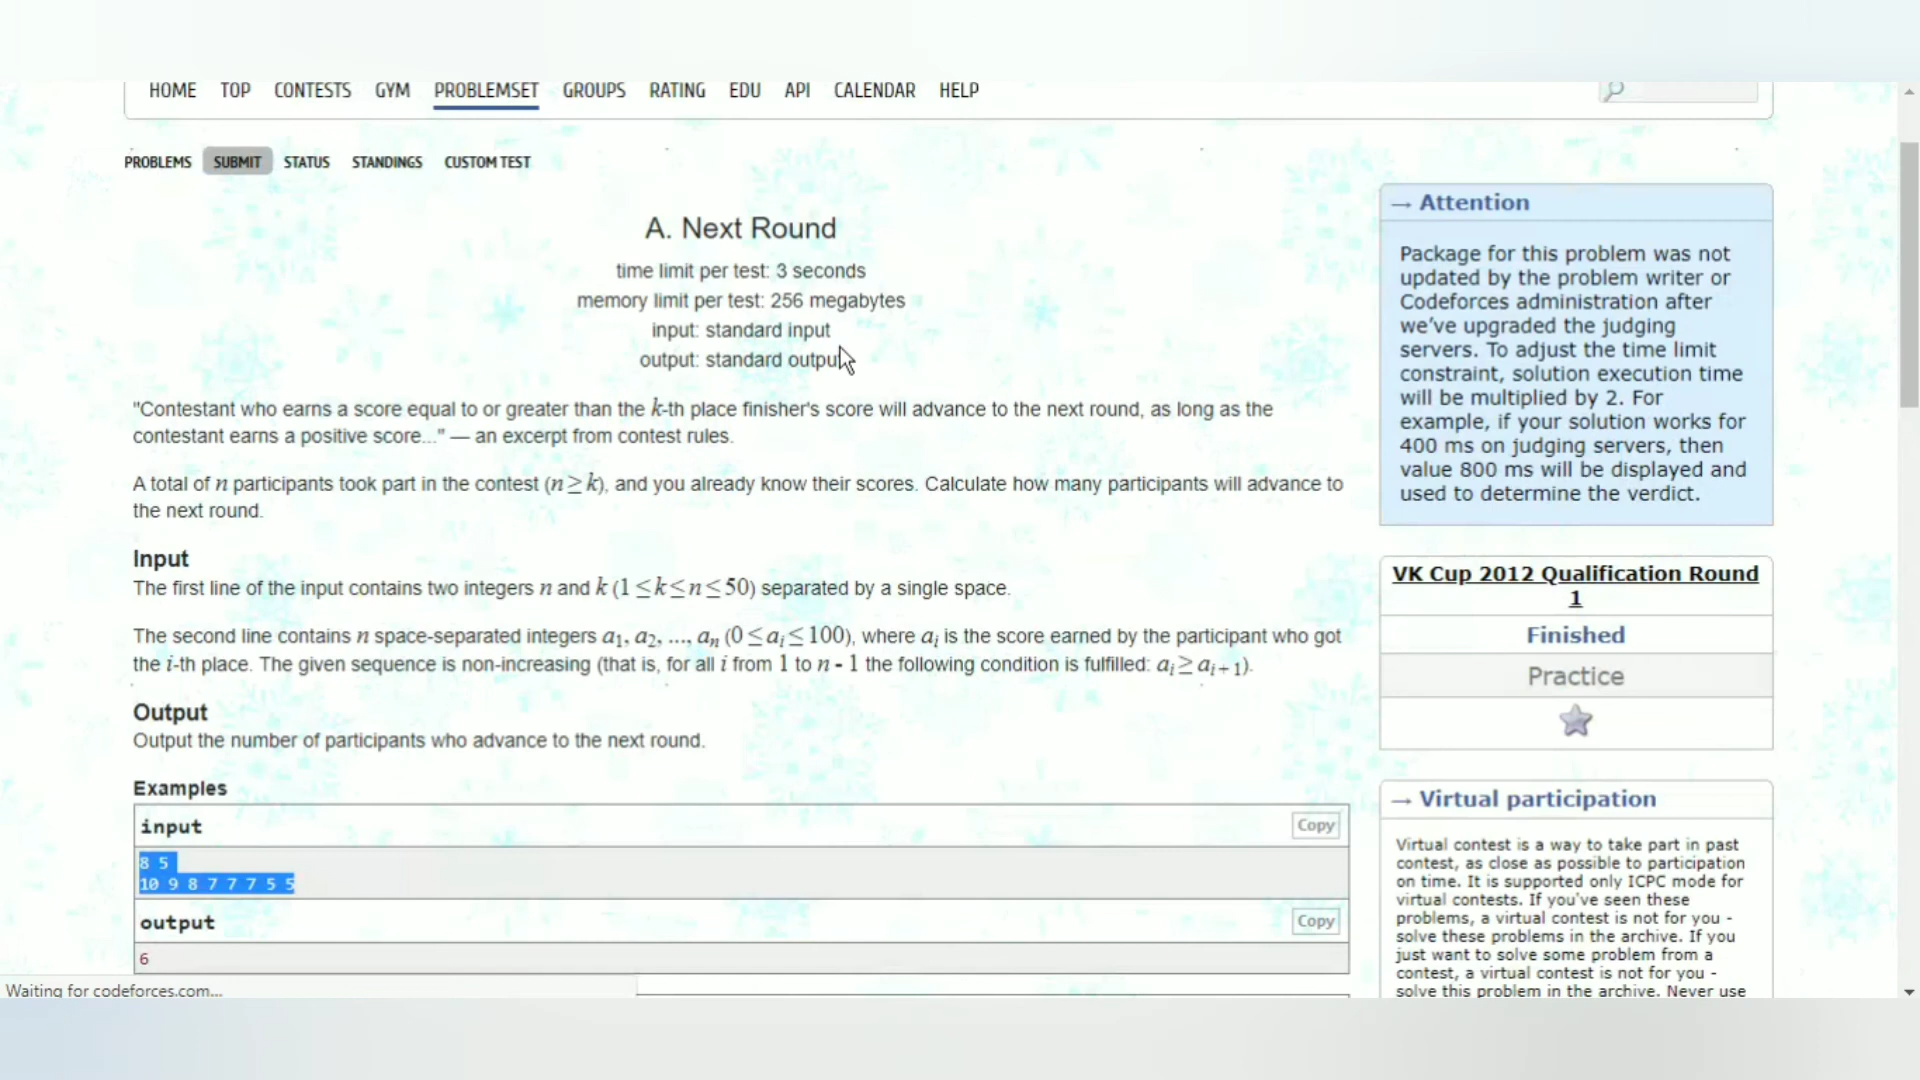 HOME TOP CONTESTS GYM PROBLEMSET GROUPS RATING EDU API CALENDAR HELP
PROBLEMS SUBMIT STATUS STANDINGS CUSTOM TEST
A. Next Round
time limit per test: 3 seconds
memory limit per test: 256 megabytes
input: standard input
output: standard output
"Contestant who earns a score equal to or greater than the k-th place finisher's score will advance to the next round, as long as the
contestant earns a positive score..." — an excerpt from contest rules.
A total of n participants took part in the contest (n ≥ k), and you already know their scores. Calculate how many participants will advance to
the next round.
Input
The first line of the input contains two integers n and k (1 ≤ k ≤ n ≤ 50) separated by a single space.
The second line contains n space-separated integers a1, a2, ..., an (0 ≤ ai ≤ 100), where ai is the score earned by the participant who got
the i-th place. The given sequence is non-increasing (that is, for all i from 1 to n - 1 the following condition is fulfilled: ai ≥ ai + 1).
Output
Output the number of participants who advance to the next round.
Examples
input
Copy
8 5
10 9 8 7 7 7 5 5
output
Copy
6
Waiting for codeforces.com...
→ Attention
Package for this problem was not
updated by the problem writer or
Codeforces administration after
we've upgraded the judging
servers. To adjust the time limit
constraint, solution execution time
will be multiplied by 2. For
example, if your solution works for
400 ms on judging servers, then
value 800 ms will be displayed and
used to determine the verdict.
VK Cup 2012 Qualification Round
1
Finished
Practice
→ Virtual participation
Virtual contest is a way to take part in past
contest, as close as possible to participation
on time. It is supported only ICPC mode for
virtual contests. If you've seen these
problems, a virtual contest is not for you -
solve these problems in the archive. If you
just want to solve some problem from a
contest, a virtual contest is not for you -
solve this problem in the archive. Never use